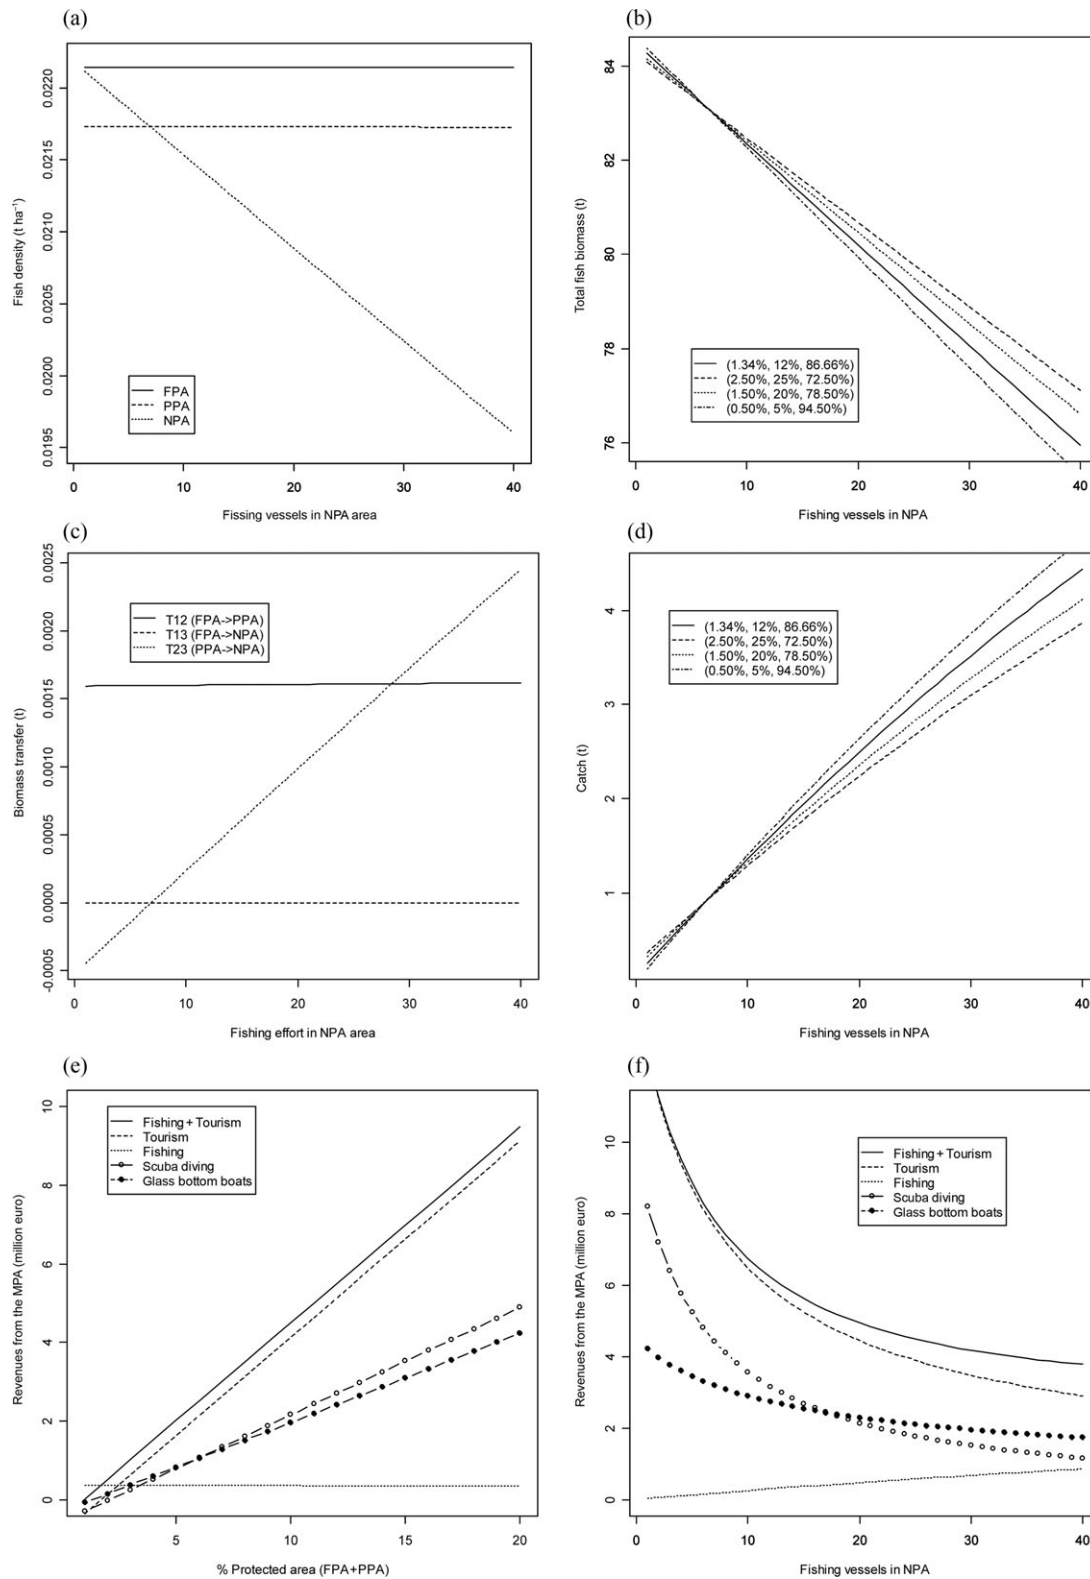 (a)
Fish density (t ha⁻¹)
0.0220
0.0215
0.0210
0.0205
0.0200
0.0195
FPA
PPA
NPA
0 10 20 30 40
Fissing vessels in NPA area
(b)
Total fish biomass (t)
84
82
80
78
76
(1.34%, 12%, 86.66%)
(2.50%, 25%, 72.50%)
(1.50%, 20%, 78.50%)
(0.50%, 5%, 94.50%)
0 10 20 30 40
Fishing vessels in NPA
(c)
Biomass transfer (t)
0.0025
0.0020
0.0015
0.0010
0.0005
0.0000
-0.0005
T12 (FPA->PPA)
T13 (FPA->NPA)
T23 (PPA->NPA)
0 10 20 30 40
Fishing effort in NPA area
(d)
Catch (t)
4
3
2
1
(1.34%, 12%, 86.66%)
(2.50%, 25%, 72.50%)
(1.50%, 20%, 78.50%)
(0.50%, 5%, 94.50%)
0 10 20 30 40
Fishing vessels in NPA
(e)
Revenues from the MPA (million euro)
10
8
6
4
2
0
Fishing + Tourism
Tourism
Fishing
Scuba diving
Glass bottom boats
5 10 15 20
% Protected area (FPA+PPA)
(f)
Revenues from the MPA (million euro)
10
8
6
4
2
0
Fishing + Tourism
Tourism
Fishing
Scuba diving
Glass bottom boats
0 10 20 30 40
Fishing vessels in NPA